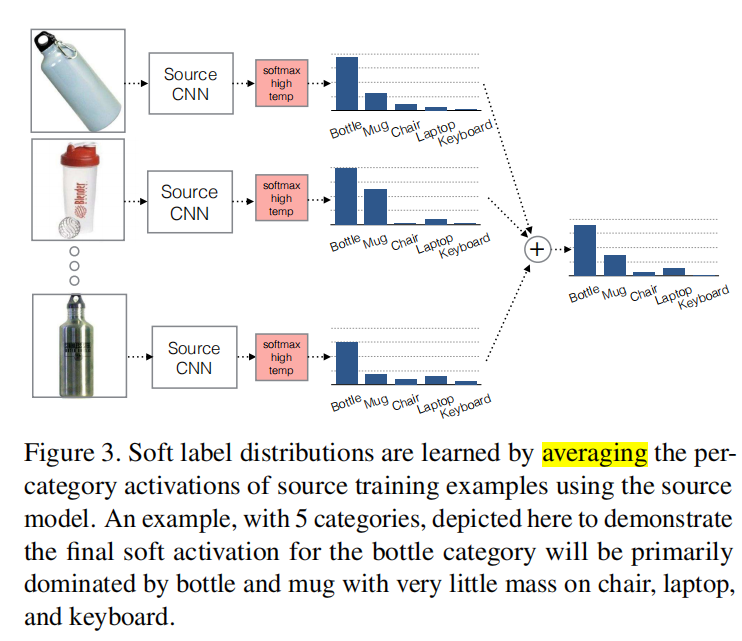 Source
CNN
softmax
high
temp
Bottle Mug Chair Laptop Keyboard
Blender
Bottle
Source
CNN
softmax
high
temp
Bottle Mug Chair Laptop Keyboard
+
Bottle Mug Chair Laptop Keyboard
Source
CNN
softmax
high
temp
Bottle Mug Chair Laptop Keyboard
Figure 3. Soft label distributions are learned by averaging the per-
category activations of source training examples using the source
model. An example, with 5 categories, depicted here to demonstrate
the final soft activation for the bottle category will be primarily
dominated by bottle and mug with very little mass on chair, laptop,
and keyboard.